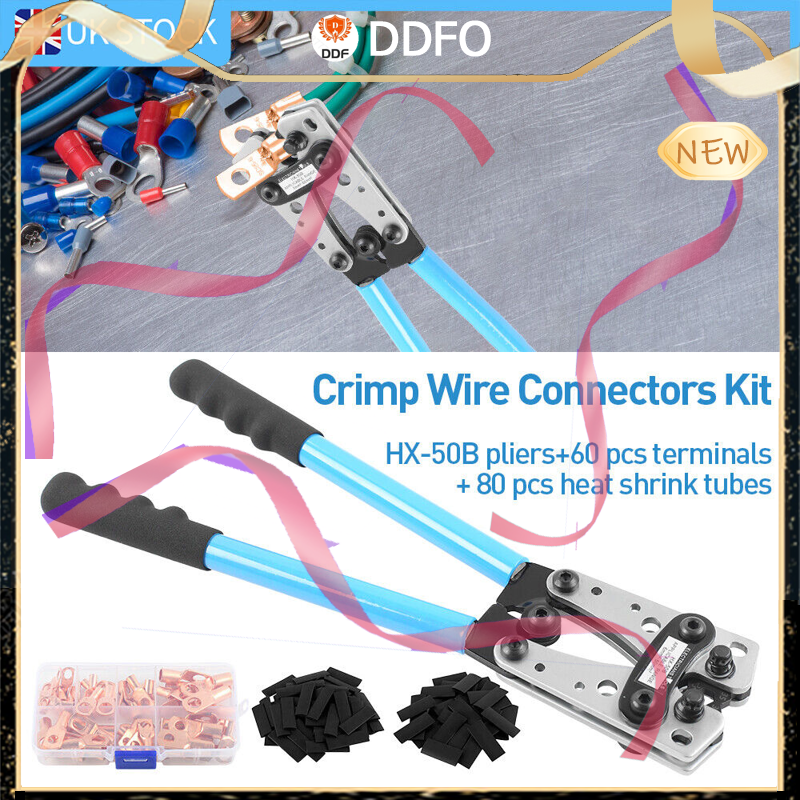 UK STOCK
DDF
DDFO
NEW
Crimp Wire Connectors Kit
HX-50B pliers+60 pcs terminals
+ 80 pcs heat shrink tubes